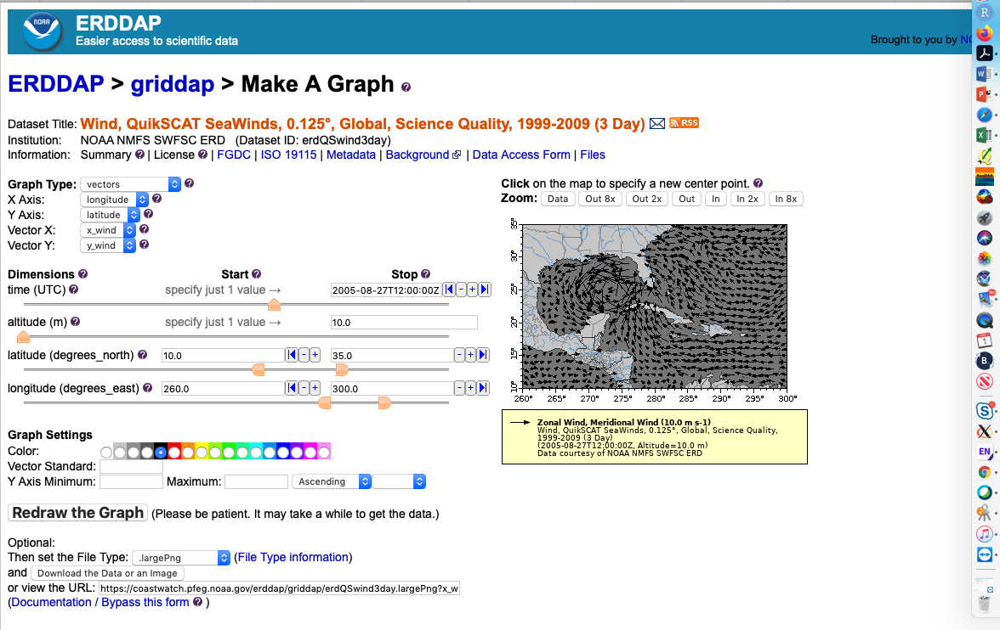 NOAA
ERDDAP
Easier access to scientific data
Brought to you by NO
ERDDAP > griddap > Make A Graph ?
Dataset Title: Wind, QuikSCAT SeaWinds, 0.125°, Global, Science Quality, 1999-2009 (3 Day) RSS
Institution: NOAA NMFS SWFSC ERD (Dataset ID: erdQSwind3day)
Information: Summary ? | License ? | FGDC | ISO 19115 | Metadata | Background | Data Access Form | Files
Graph Type: vectors ?
X Axis: longitude ?
Y Axis: latitude ?
Vector X: x_wind ?
Vector Y: y_wind ?
Dimensions ? Start ? Stop ?
time (UTC) ? specify just 1 value → 2005-08-27T12:00:00Z - +
altitude (m) ? specify just 1 value → 10.0
latitude (degrees_north) ? 10.0 - + 35.0 - +
longitude (degrees_east) ? 260.0 - + 300.0 - +
Graph Settings
Color:
Vector Standard:
Y Axis Minimum: Maximum: Ascending
Redraw the Graph (Please be patient. It may take a while to get the data.)
Optional:
Then set the File Type: .largePng (File Type information)
and Download the Data or an Image
or view the URL: https://coastwatch.pfeg.noaa.gov/erddap/griddap/erdQSwind3day.largePng?x_w
(Documentation / Bypass this form ? )
Click on the map to specify a new center point. ?
Zoom: Data Out 8x Out 2x Out In In 2x In 8x
35°
30°
25°
20°
15°
260° 265° 270° 275° 280° 285° 290° 295° 300°
Zonal Wind, Meridional Wind (10.0 m s-1)
Wind, QuikSCAT SeaWinds, 0.125°, Global, Science Quality,
1999-2009 (3 Day)
(2005-08-27T12:00:00Z, Altitude=10.0 m)
Data courtesy of NOAA NMFS SWFSC ERD
R
W
P
X
SeaDAS
1
B.
S
X
EN